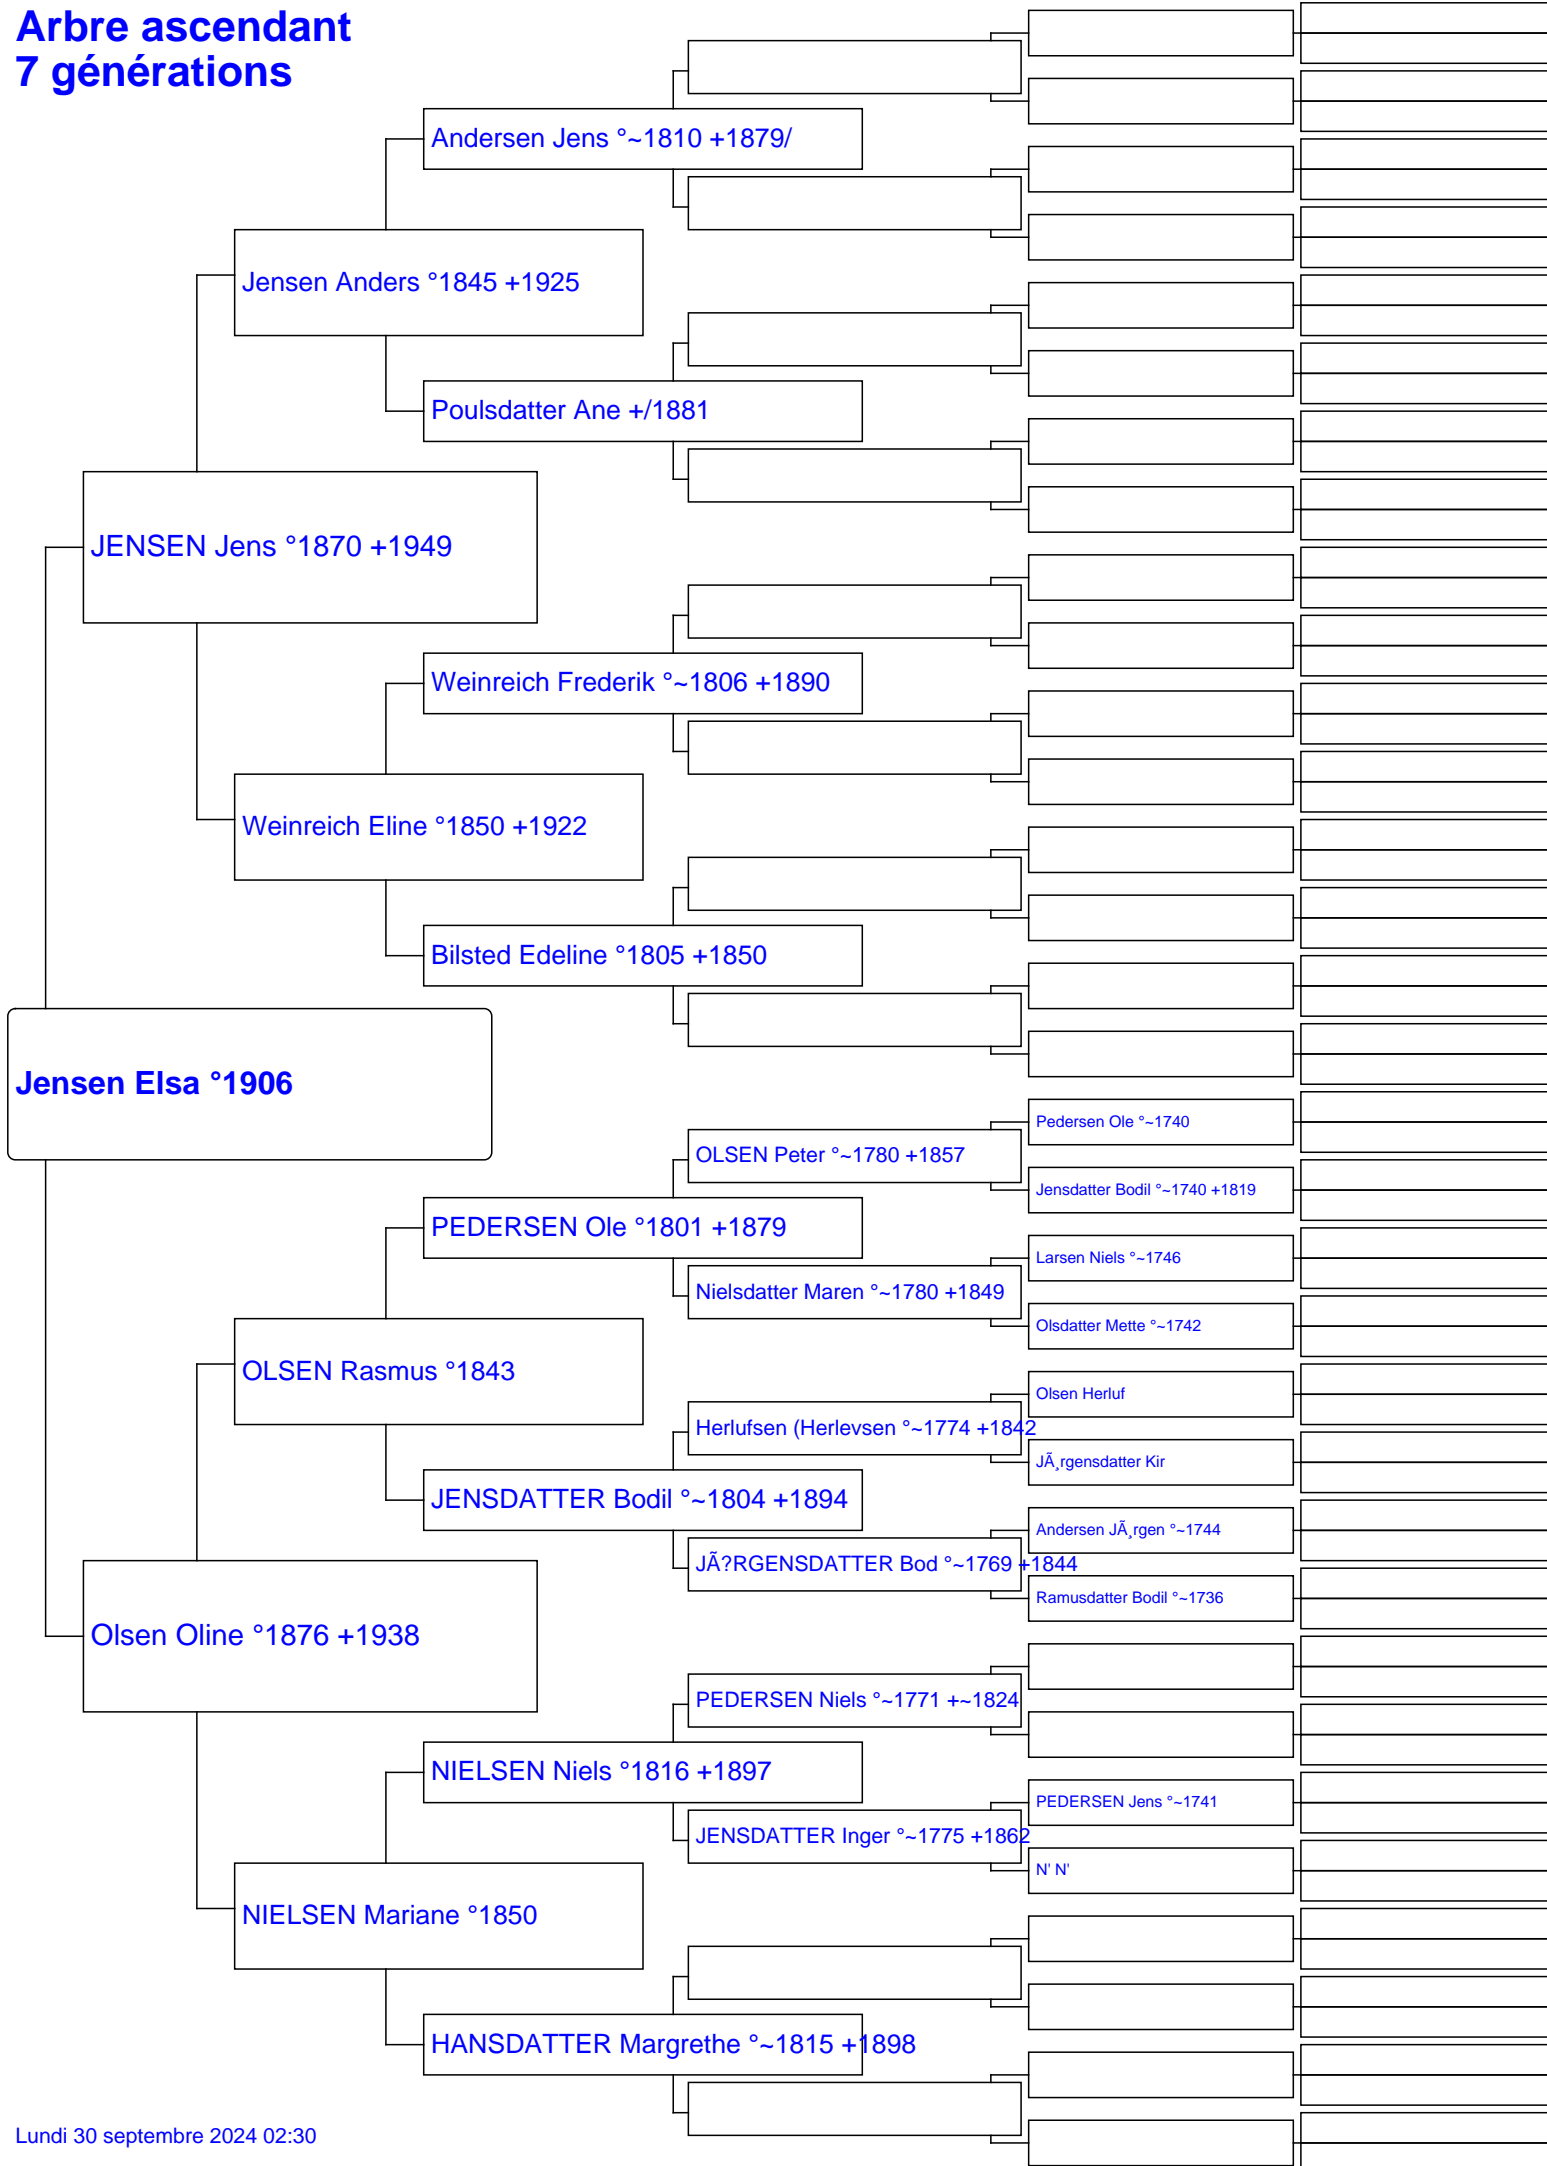 Arbre ascendant
7 générations
Andersen Jens °~1810 +1879/
Jensen Anders °1845 +1925
Poulsdatter Ane +/1881
JENSEN Jens °1870 +1949
Weinreich Frederik °~1806 +1890
Weinreich Eline °1850 +1922
Bilsted Edeline °1805 +1850
Jensen Elsa °1906
Pedersen Ole °~1740
OLSEN Peter °~1780 +1857
Jensdatter Bodil °~1740 +1819
PEDERSEN Ole °1801 +1879
Larsen Niels °~1746
Nielsdatter Maren °~1780 +1849
Olsdatter Mette °~1742
OLSEN Rasmus °1843
Olsen Herluf
Herlufsen (Herlevsen °~1774 +1842
JÃ¸rgensdatter Kir
JENSDATTER Bodil °~1804 +1894
Andersen JÃ¸rgen °~1744
JÃ?RGENSDATTER Bod °~1769 +1844
Ramusdatter Bodil °~1736
Olsen Oline °1876 +1938
PEDERSEN Niels °~1771 +~1824
NIELSEN Niels °1816 +1897
PEDERSEN Jens °~1741
JENSDATTER Inger °~1775 +1862
N' N'
NIELSEN Mariane °1850
HANSDATTER Margrethe °~1815 +1898
Lundi 30 septembre 2024 02:30